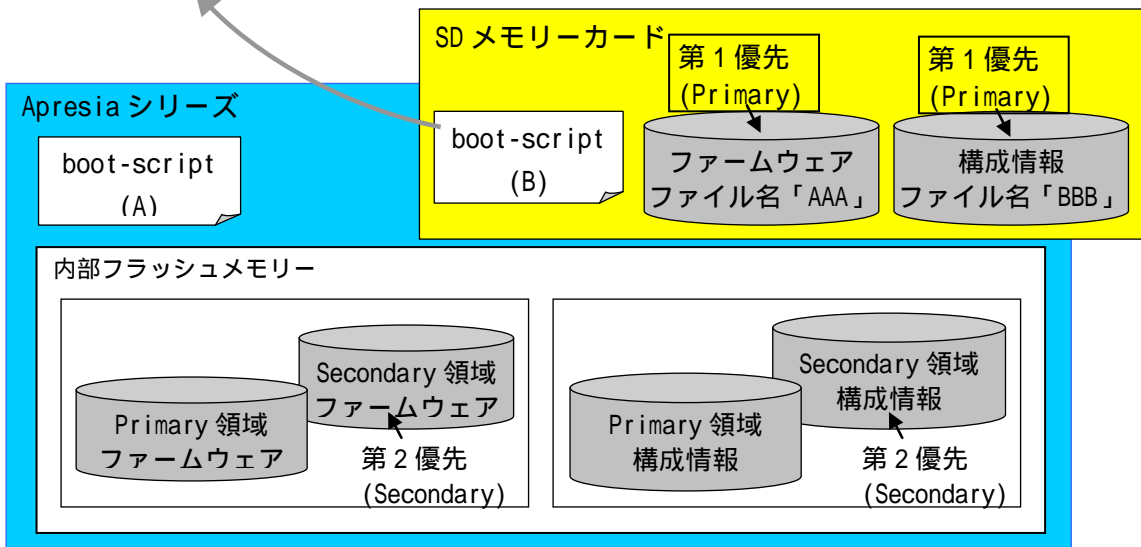 SD メモリーカード
第 1 優先
(Primary)
第 1 優先
(Primary)
Apresia シリーズ
boot-script
(A)
boot-script
(B)
ファームウェア
ファイル名「AAA」
構成情報
ファイル名「BBB」
内部フラッシュメモリー
Secondary 領域
ファームウェア
Primary 領域
ファームウェア
第 2 優先
(Secondary)
Secondary 領域
構成情報
Primary 領域
構成情報
第 2 優先
(Secondary)